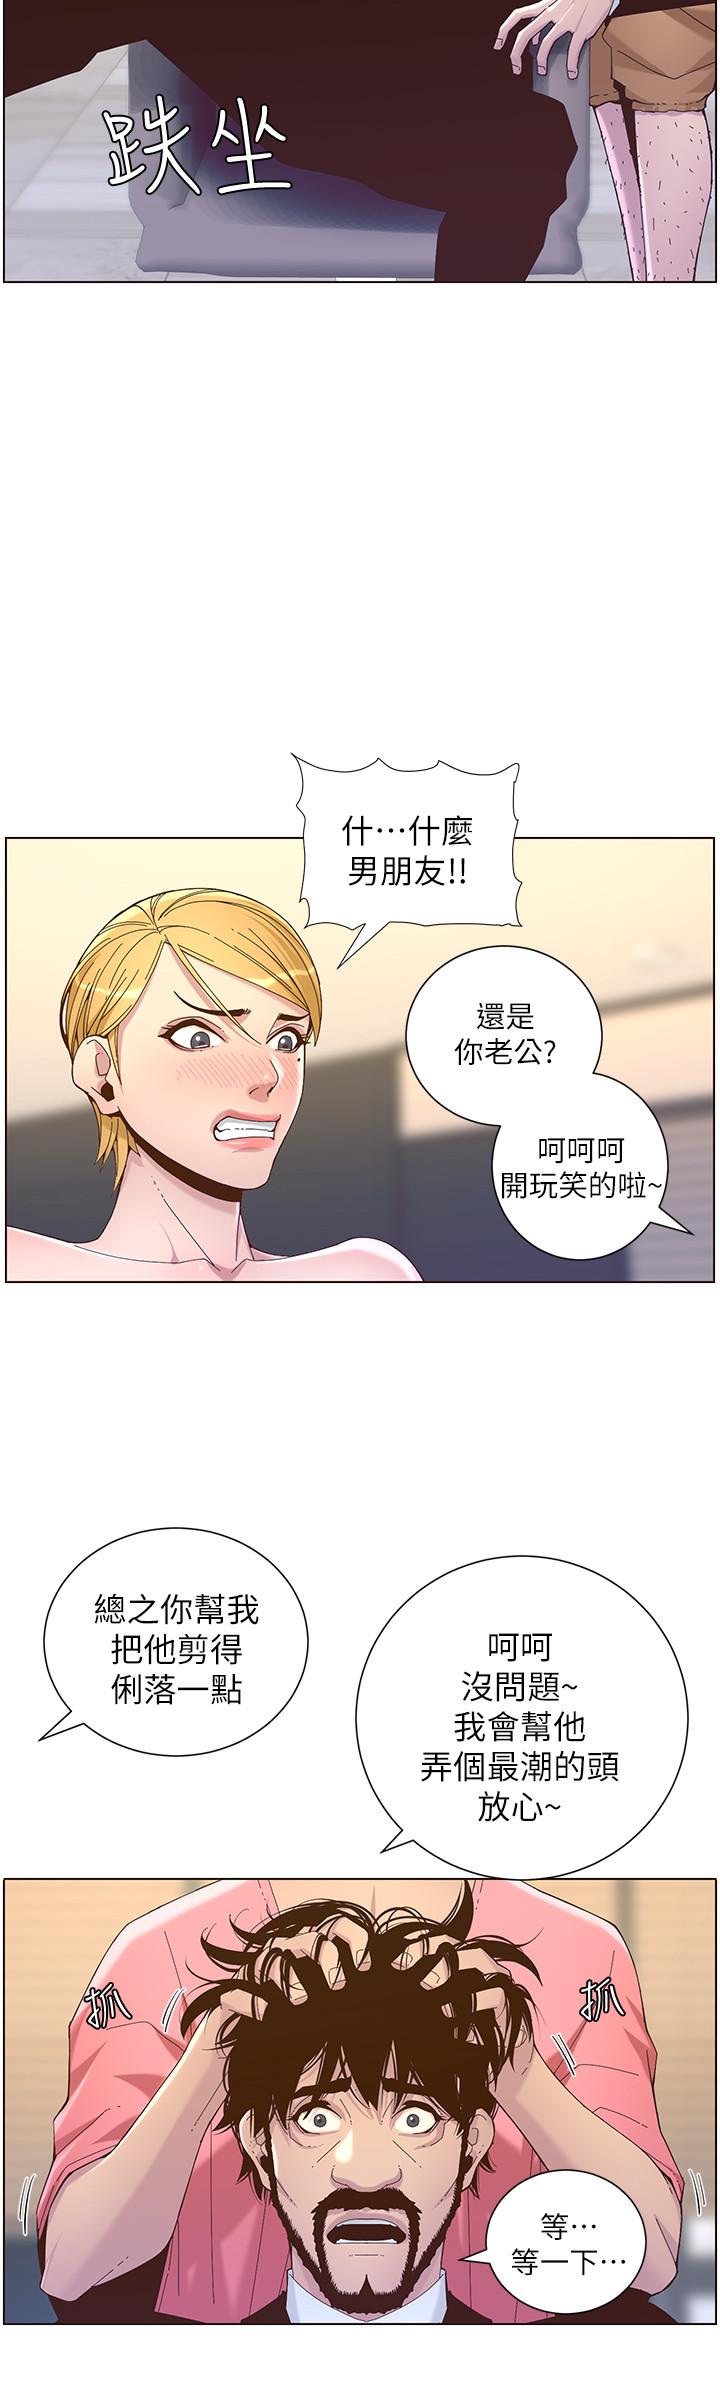 跌坐
什⋯什麼
男朋友!!
還是
你老公?
呵呵呵
開玩笑的啦~
總之你幫我
把他剪得
俐落一點
呵呵
沒問題~
我會幫他
弄個最潮的頭
放心~
抓
抓
等⋯
等一下⋯